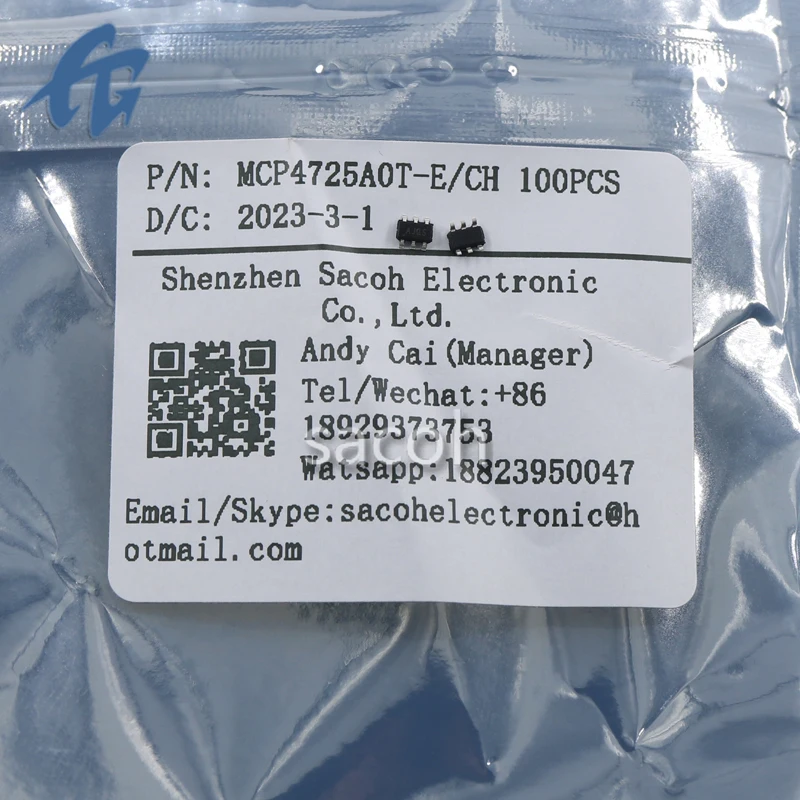 P/N: MCP4725A0T-E/CH 100PCS
D/C: 2023-3-1
Shenzhen Sacoh Electronic
Co.,Ltd.
Andy Cai(Manager)
Tel/Wechat:+86
18929373753
Watsapp:18823950047
Email/Skype:sacohelectronic@h
otmail.com
sacoh